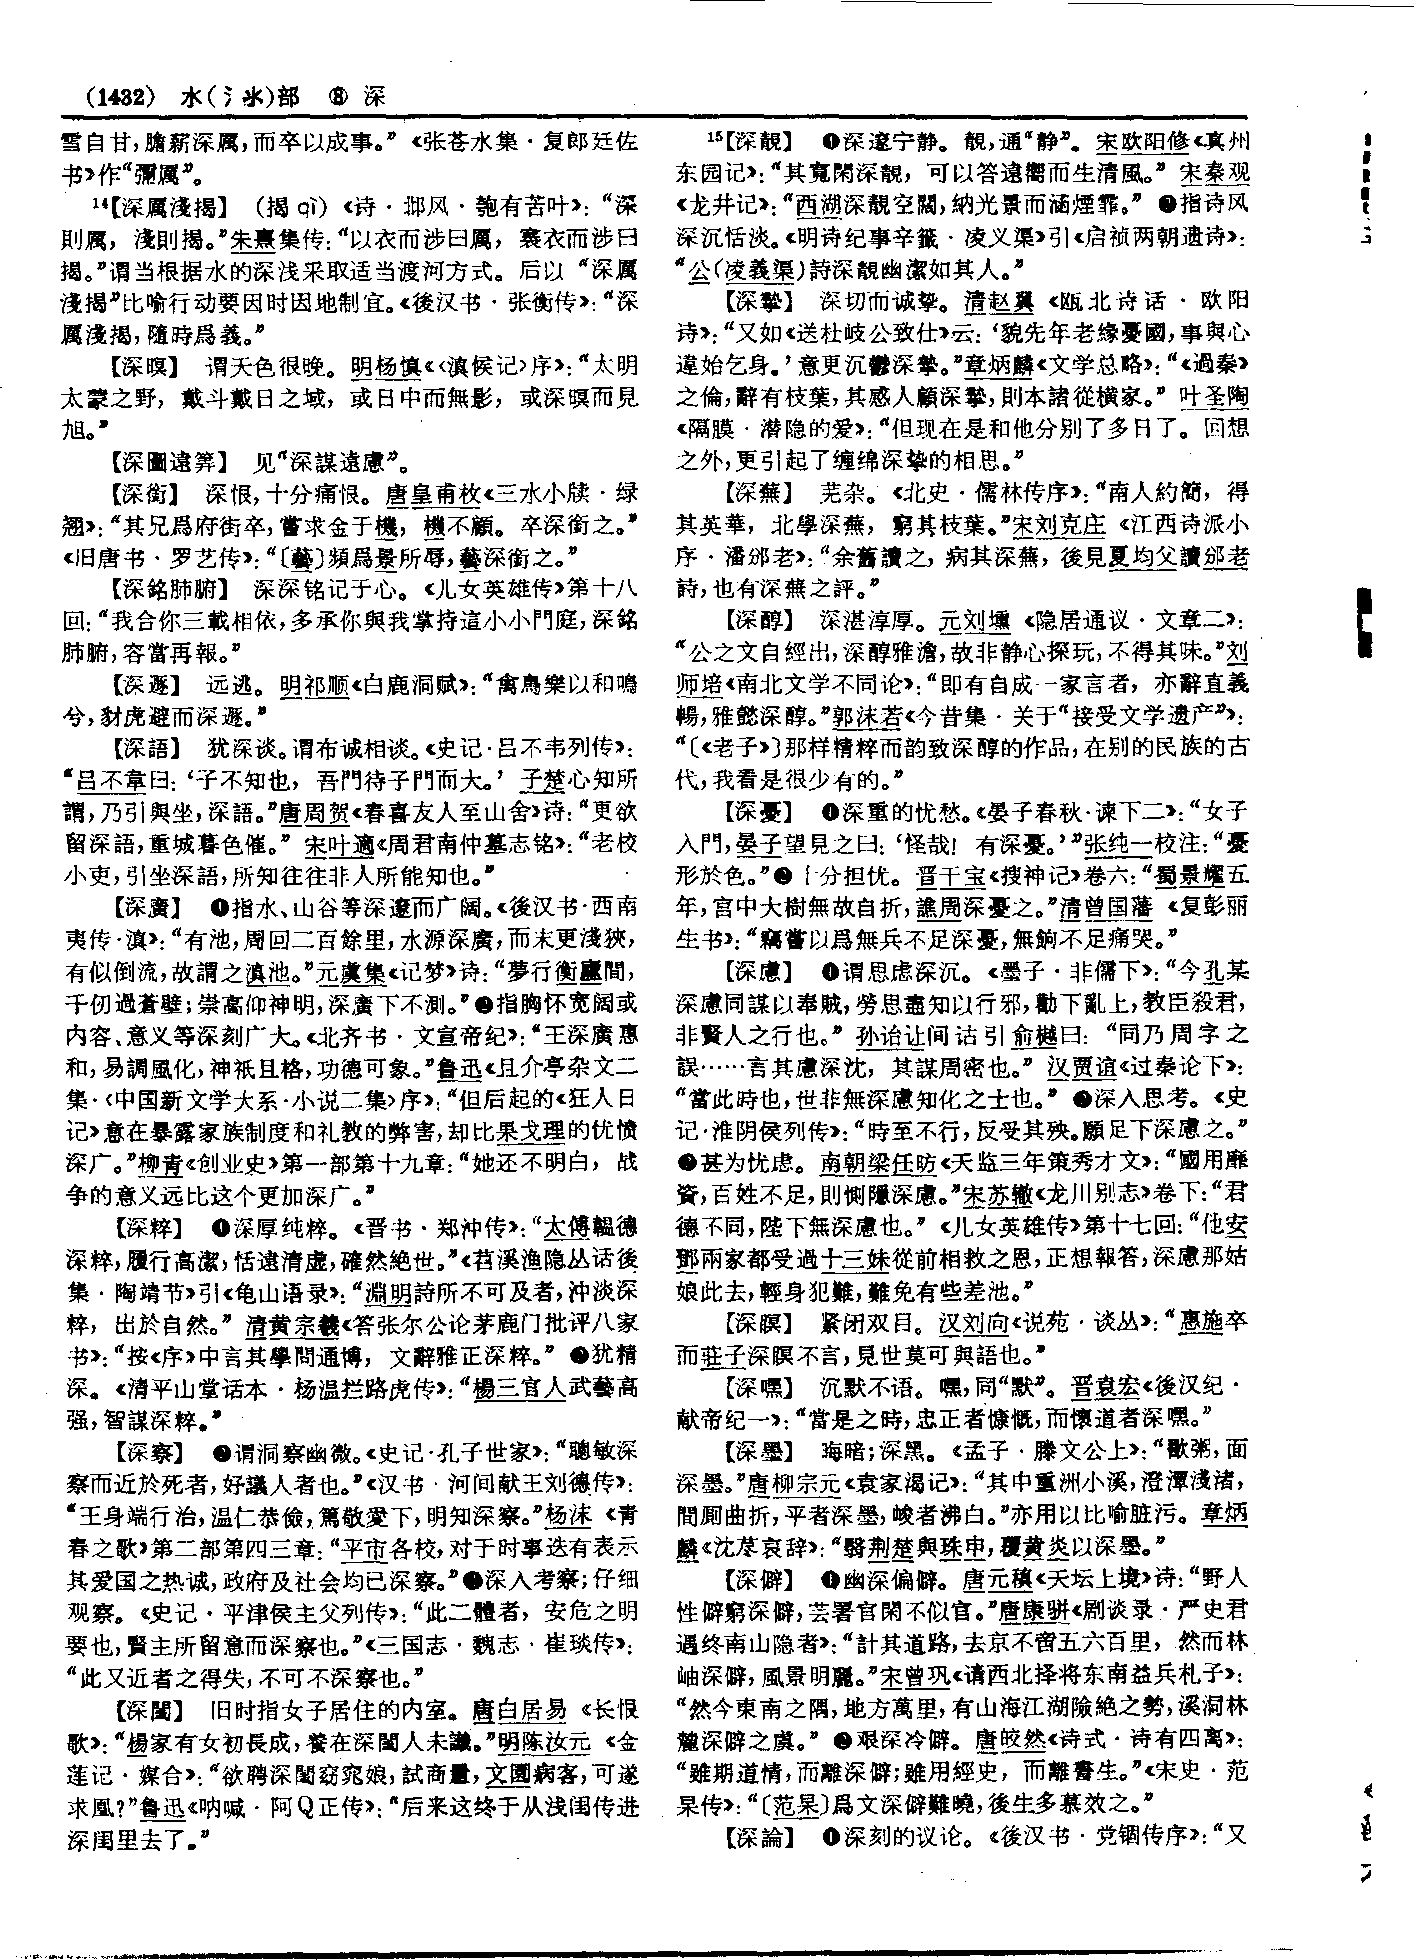 (1432) 水(氵氺)部 ⑧ 深
雪自甘,膽薪深厲,而卒以成事。”《张苍水集·复郎廷佐
书》作“彌厲”。
14【深厲淺揭】 (揭qì)《诗·邶风·匏有苦叶》:“深
則厲,淺則揭。”朱熹集传:“以衣而涉曰厲,褰衣而涉曰
揭。”谓当根据水的深浅采取适当渡河方式。后以“深厲
淺揭”比喻行动要因时因地制宜。《後汉书·张衡传》:“深
厲淺揭,隨時爲義。”
【深暝】 谓天色很晚。明杨慎《〈滇候记〉序》:“太明
太蒙之野,戴斗戴日之域,或日中而無影,或深暝而見
旭。”
【深圖遠筭】 见“深謀遠慮”。
【深銜】 深恨,十分痛恨。唐皇甫枚《三水小牍·绿
翘》:“其兄爲府街卒,嘗求金于機,機不顧。卒深銜之。”
《旧唐书·罗艺传》:“〔藝〕頻爲景所辱,藝深銜之。”
【深銘肺腑】 深深铭记于心。《儿女英雄传》第十八
回:“我合你三載相依,多承你與我掌持這小小門庭,深銘
肺腑,容當再報。”
【深遯】 远逃。明祁顺《白鹿洞赋》:“禽鳥樂以和鳴
兮,豺虎避而深遯。”
【深語】 犹深谈。谓布诚相谈。《史记·吕不韦列传》:
“吕不韋曰:‘子不知也,吾門待子門而大。’子楚心知所
謂,乃引與坐,深語。”唐周贺《春喜友人至山舍》诗:“更欲
留深語,重城暮色催。”宋叶適《周君南仲墓志铭》:“老校
小吏,引坐深語,所知往往非人所能知也。”
【深廣】 ❶指水、山谷等深邃而广阔。《後汉书·西南
夷传·滇》:“有池,周回二百餘里,水源深廣,而末更淺狹,
有似倒流,故謂之滇池。”元虞集《记梦》诗:“夢行衡廬間,
千仞過蒼壁;崇高仰神明,深廣下不測。”❷指胸怀宽阔或
内容、意义等深刻广大。《北齐书·文宣帝纪》:“王深廣惠
和,易調風化,神祇且格,功德可象。”鲁迅《且介亭杂文二
集·〈中国新文学大系·小说二集〉序》:“但后起的《狂人日
记》意在暴露家族制度和礼教的弊害,却比果戈理的忧愤
深广。”柳青《创业史》第一部第十九章:“她还不明白,战
争的意义远比这个更加深广。”
【深粹】 ❶深厚纯粹。《晋书·郑冲传》:“太傅韞德
深粹,履行高潔,恬遠清虚,確然絶世。”《苕溪渔隐丛话後
集·陶靖节》引《龟山语录》:“淵明詩所不可及者,冲淡深
粹,出於自然。”清黄宗羲《答张尔公论茅鹿门批评八家
书》:“按《序》中言其學問通博,文辭雅正深粹。”❷犹精
深。《清平山堂话本·杨温拦路虎传》:“楊三官人武藝高
强,智謀深粹。”
【深察】 ❶谓洞察幽微。《史记·孔子世家》:“聰敏深
察而近於死者,好議人者也。”《汉书·河间献王刘德传》:
“王身端行治,温仁恭儉,篤敬愛下,明知深察。”杨沫《青
春之歌》第二部第四三章:“平市各校,对于时事迭有表示
其爱国之热诚,政府及社会均已深察。”❷深入考察;仔细
观察。《史记·平津侯主父列传》:“此二體者,安危之明
要也,賢主所留意而深察也。”《三国志·魏志·崔琰传》:
“此又近者之得失,不可不深察也。”
【深閨】 旧时指女子居住的内室。唐白居易《长恨
歌》:“楊家有女初長成,養在深閨人未識。”明陈汝元《金
莲记·媒合》:“欲聘深閨窈窕娘,試商量,文園病客,可遂
求凰?”鲁迅《呐喊·阿Q正传》:“后来这终于从浅闺传进
深闺里去了。”
15【深靚】 ❶深邃宁静。靚,通“静”。宋欧阳修《真州
东园记》:“其寬閑深靚,可以答遠響而生清風。”宋秦观
《龙井记》:“西湖深靚空闊,納光景而涵煙霏。”❷指诗风
深沉恬淡。《明诗纪事辛籤·凌义渠》引《启祯两朝遗诗》:
“公(凌義渠)詩深靚幽潔如其人。”
【深摯】 深切而诚挚。清赵翼《瓯北诗话·欧阳
诗》:“又如《送杜岐公致仕》云:‘貌先年老緣憂國,事與心
違始乞身。’意更沉鬱深摯。”章炳麟《文学总略》:“《過秦》
之倫,辭有枝葉,其感人顧深摯,則本諸從横家。”叶圣陶
《隔膜·潜隐的爱》:“但现在是和他分别了多日了。回想
之外,更引起了缠绵深挚的相思。”
【深蕪】 芜杂。《北史·儒林传序》:“南人約簡,得
其英華,北學深蕪,窮其枝葉。”宋刘克庄《江西诗派小
序·潘邠老》:“余舊讀之,病其深蕪,後見夏均父讀邠老
詩,也有深蕪之評。”
【深醇】 深湛淳厚。元刘壎《隐居通议·文章二》:
“公之文自經出,深醇雅澹,故非静心探玩,不得其味。”刘
师培《南北文学不同论》:“即有自成一家言者,亦辭直義
暢,雅懿深醇。”郭沫若《今昔集·关于“接受文学遗产”》:
“〔《老子》〕那样精粹而韵致深醇的作品,在别的民族的古
代,我看是很少有的。”
【深憂】 ❶深重的忧愁。《晏子春秋·谏下二》:“女子
入門,晏子望見之曰:‘怪哉!有深憂。’”张纯一校注:“憂
形於色。”❷十分担忧。晋干宝《搜神记》卷六:“蜀景耀五
年,宫中大樹無故自折,譙周深憂之。”清曾国藩《复彭丽
生书》:“竊嘗以爲無兵不足深憂,無餉不足痛哭。”
【深慮】 ❶谓思虑深沉。《墨子·非儒下》:“今孔某
深慮同謀以奉賊,勞思盡知以行邪,勸下亂上,教臣殺君,
非賢人之行也。”孙诒让间诂引俞樾曰:“同乃周字之
誤……言其慮深沈,其謀周密也。”汉贾谊《过秦论下》:
“當此時也,世非無深慮知化之士也。”❷深入思考。《史
记·淮阴侯列传》:“時至不行,反受其殃。願足下深慮之。”
❸甚为忧虑。南朝梁任昉《天监三年策秀才文》:“國用靡
資,百姓不足,則惻隱深慮。”宋苏辙《龙川别志》卷下:“君
德不同,陛下無深慮也。”《儿女英雄传》第十七回:“他安
鄧兩家都受過十三妹從前相救之恩,正想報答,深慮那姑
娘此去,輕身犯難,難免有些差池。”
【深瞑】 紧闭双目。汉刘向《说苑·谈丛》:“惠施卒
而莊子深瞑不言,見世莫可與語也。”
【深嘿】 沉默不语。嘿,同“默”。晋袁宏《後汉纪·
献帝纪一》:“當是之時,忠正者慷慨,而懷道者深嘿。”
【深墨】 晦暗;深黑。《孟子·滕文公上》:“歠粥,面
深墨。”唐柳宗元《袁家渴记》:“其中重洲小溪,澄潭淺渚,
間厠曲折,平者深墨,峻者沸白。”亦用以比喻脏污。章炳
麟《沈荩哀辞》:“翳荆楚與珠申,覆黄炎以深墨。”
【深僻】 ❶幽深偏僻。唐元稹《天坛上境》诗:“野人
性僻窮深僻,芸署官閑不似官。”唐康骈《剧谈录·严史君
遇终南山隐者》:“計其道路,去京不啻五六百里,然而林
岫深僻,風景明麗。”宋曾巩《请西北择将东南益兵札子》:
“然今東南之隅,地方萬里,有山海江湖險絶之勢,溪洞林
麓深僻之虞。”❷艰深冷僻。唐皎然《诗式·诗有四离》:
“雖期道情,而離深僻;雖用經史,而離書生。”《宋史·范
杲传》:“〔范杲〕爲文深僻難曉,後生多慕效之。”
【深論】 ❶深刻的议论。《後汉书·党锢传序》:“又